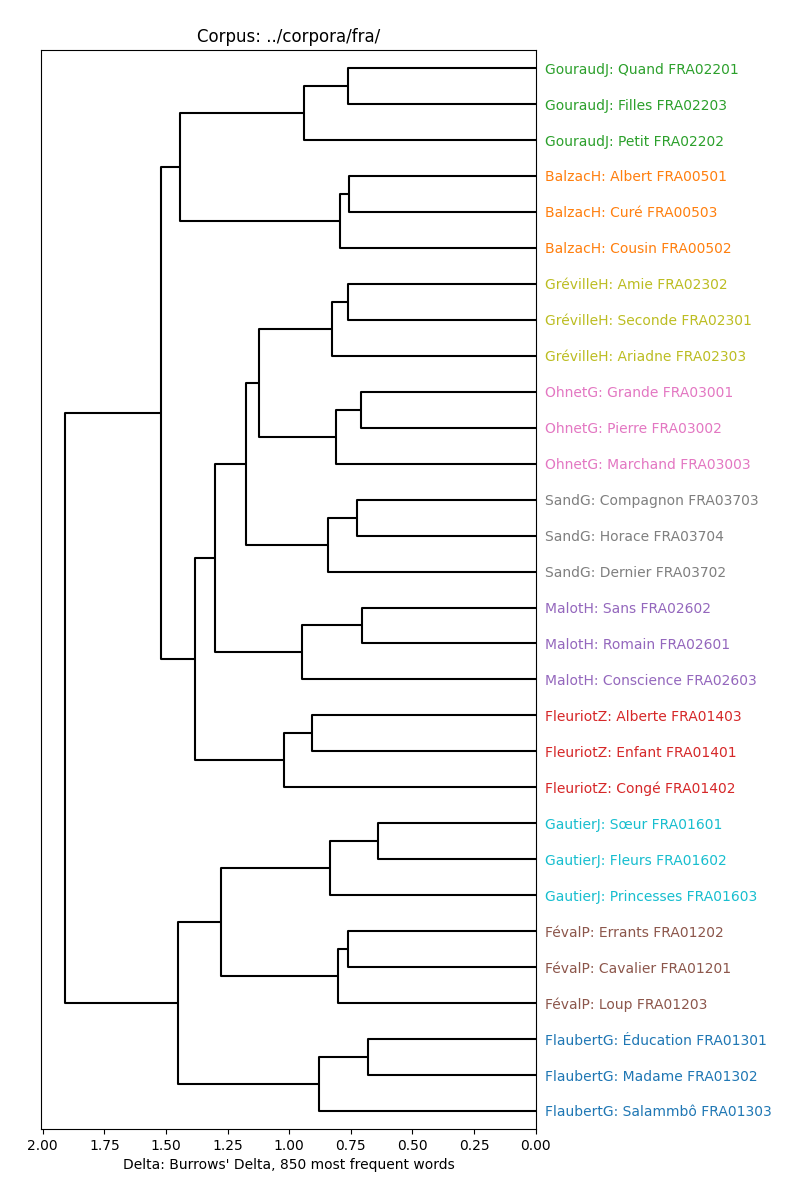 Corpus: ../corpora/fra/
GouraudJ: Quand FRA02201
GouraudJ: Filles FRA02203
GouraudJ: Petit FRA02202
BalzacH: Albert FRA00501
BalzacH: Curé FRA00503
BalzacH: Cousin FRA00502
GrévilleH: Amie FRA02302
GrévilleH: Seconde FRA02301
GrévilleH: Ariadne FRA02303
OhnetG: Grande FRA03001
OhnetG: Pierre FRA03002
OhnetG: Marchand FRA03003
SandG: Compagnon FRA03703
SandG: Horace FRA03704
SandG: Dernier FRA03702
MalotH: Sans FRA02602
MalotH: Romain FRA02601
MalotH: Conscience FRA02603
FleuriotZ: Alberte FRA01403
FleuriotZ: Enfant FRA01401
FleuriotZ: Congé FRA01402
GautierJ: Sœur FRA01601
GautierJ: Fleurs FRA01602
GautierJ: Princesses FRA01603
FévalP: Errants FRA01202
FévalP: Cavalier FRA01201
FévalP: Loup FRA01203
FlaubertG: Éducation FRA01301
FlaubertG: Madame FRA01302
FlaubertG: Salammbô FRA01303
2.00 1.75 1.50 1.25 1.00 0.75 0.50 0.25 0.00
Delta: Burrows' Delta, 850 most frequent words